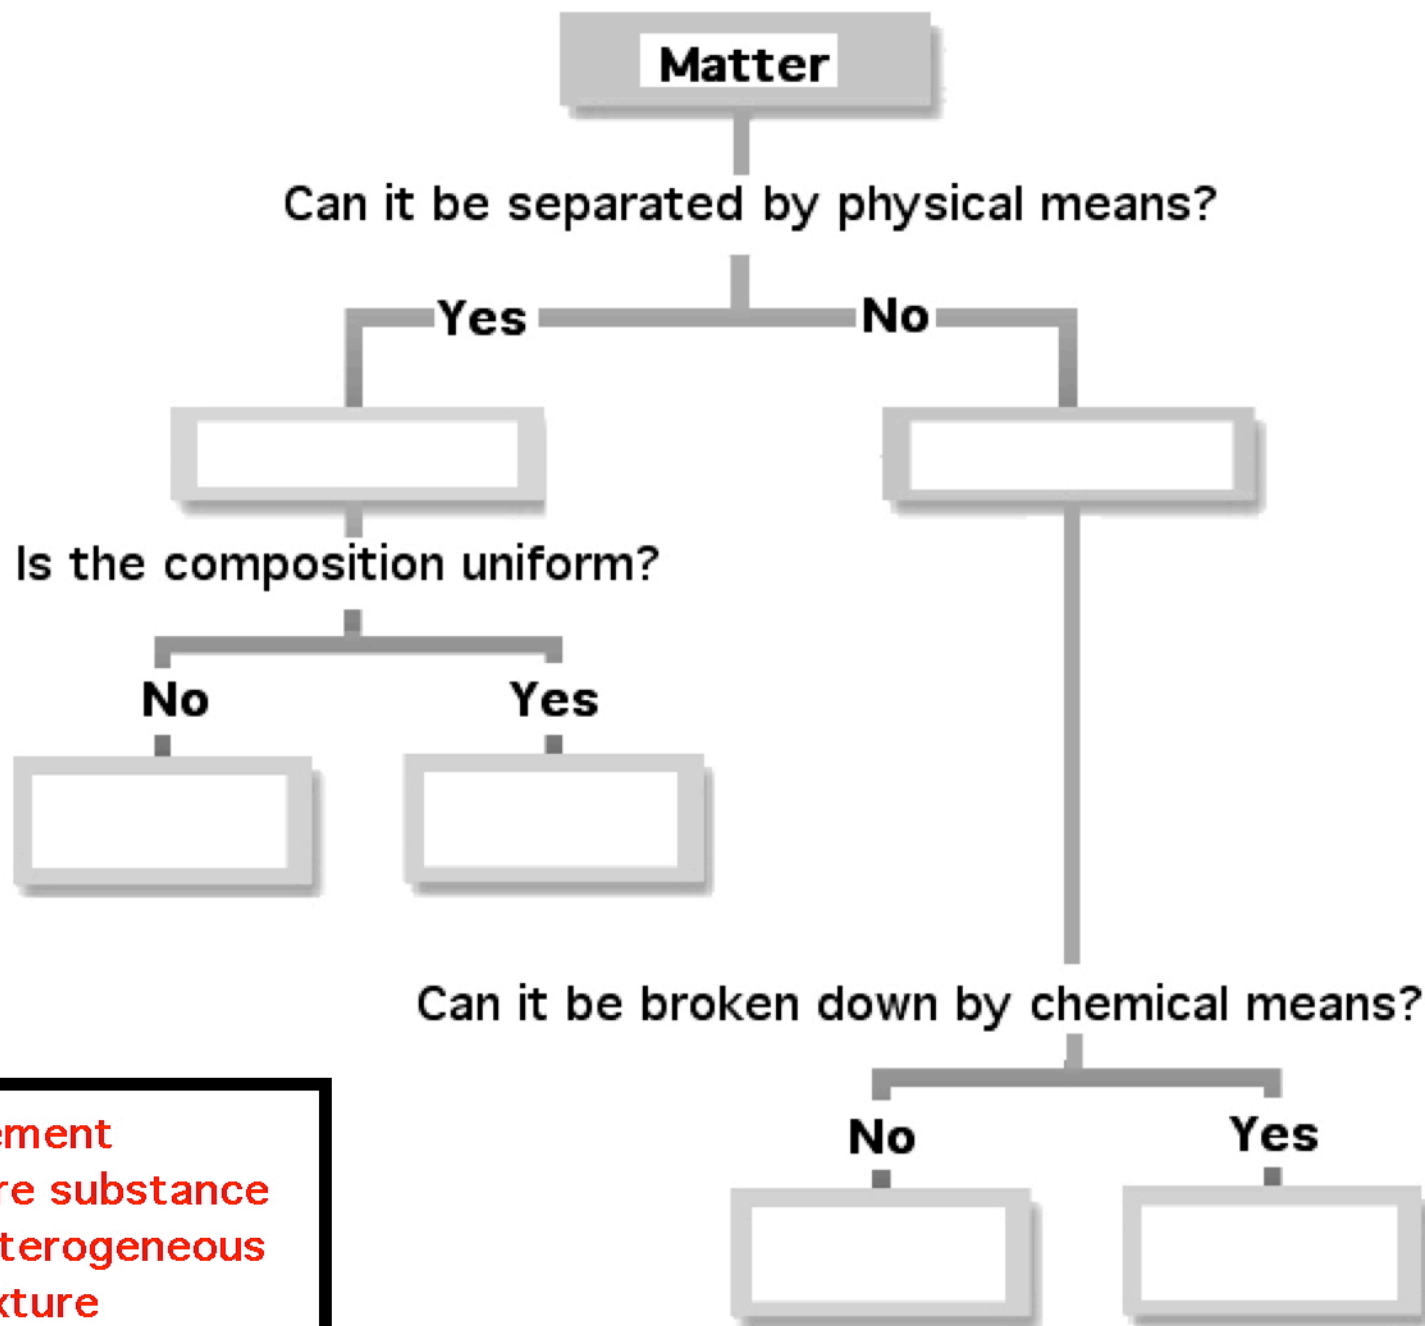 Matter
Can it be separated by physical means?
Yes
No
Is the composition uniform?
No
Yes
Can it be broken down by chemical means?
No
Yes
ement
re substance
terogeneous
xture